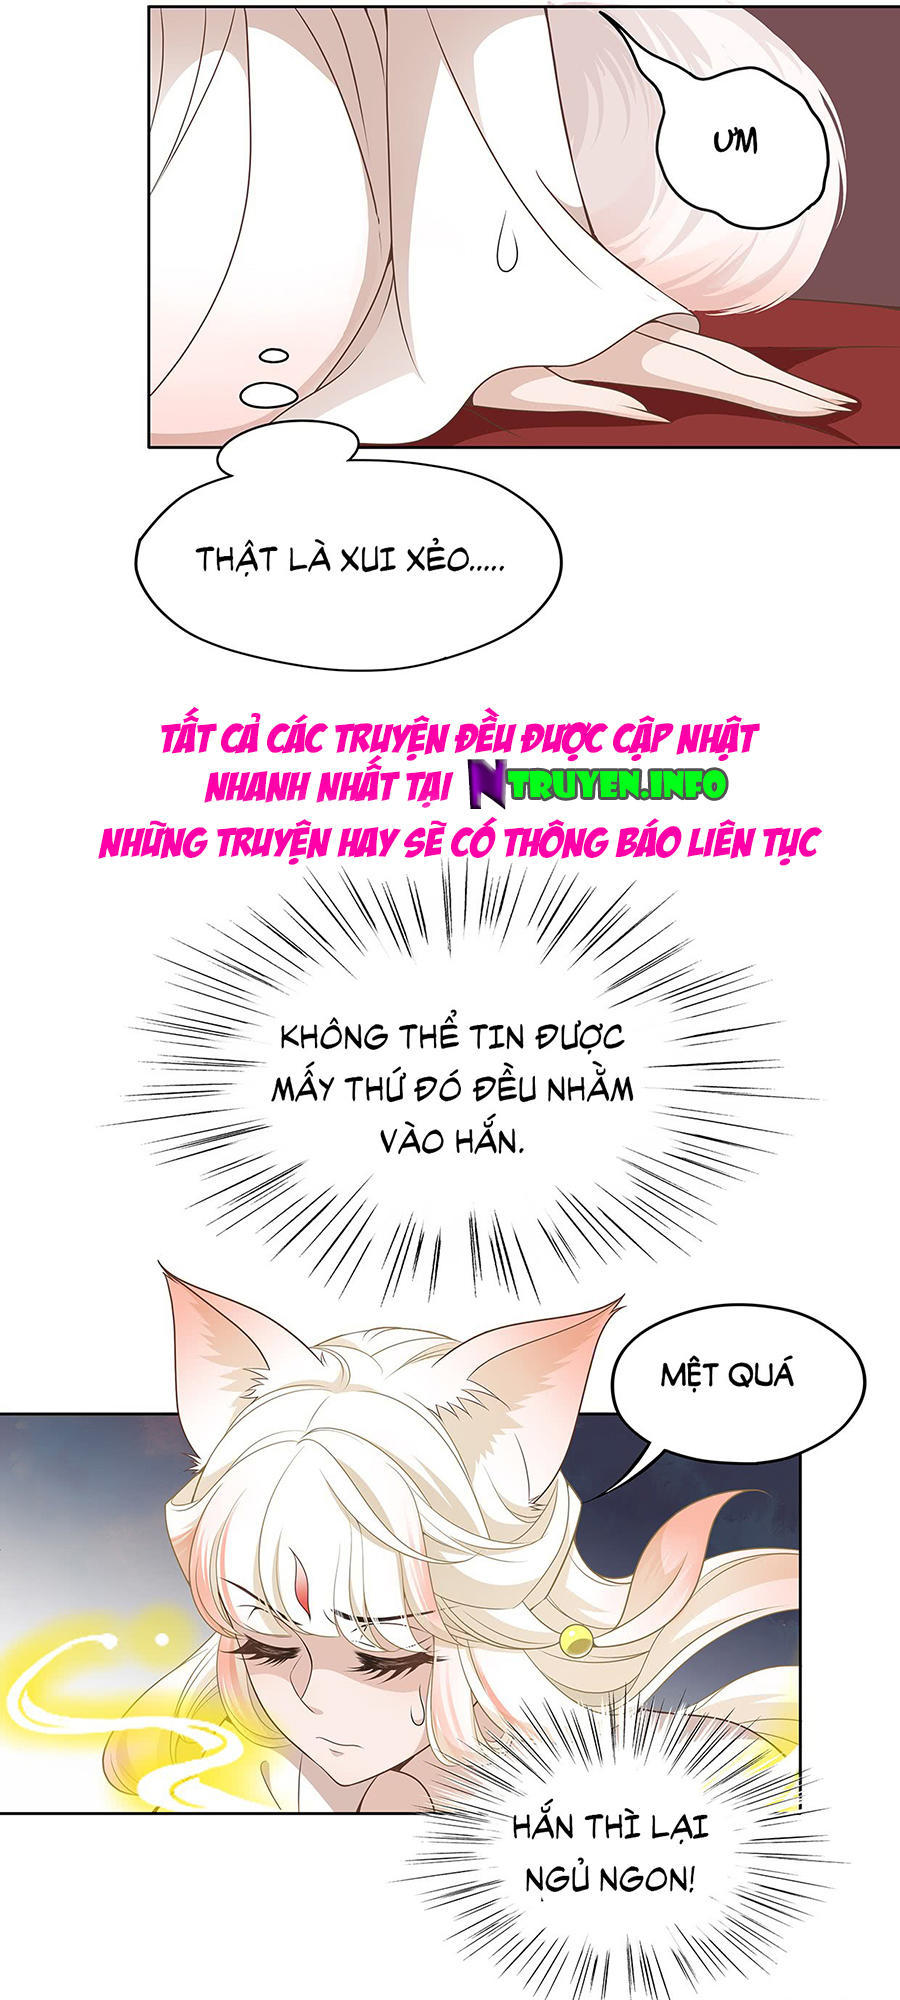 ƯM
THẬT LÀ XUI XẺO.....
TẤT CẢ CÁC TRUYỆN ĐỀU ĐƯỢC CẬP NHẬT
NHANH NHẤT TẠI NTRUYEN.INFO
NHỮNG TRUYỆN HAY SẼ CÓ THÔNG BÁO LIÊN TỤC
KHÔNG THỂ TIN ĐƯỢC
MẤY THỨ ĐÓ ĐỀU NHẰM
VÀO HẮN.
MỆT QUÁ
HẮN THÌ LẠI
NGỦ NGON!